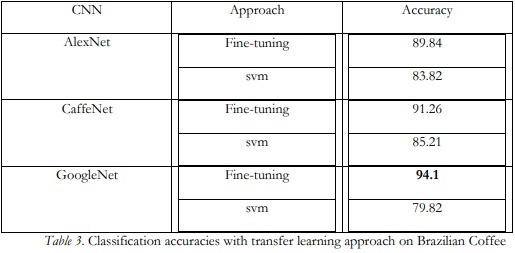 CNN Approach Accuracy
AlexNet Fine-tuning 89.84
svm 83.82
CaffeNet Fine-tuning 91.26
svm 85.21
GoogleNet Fine-tuning 94.1
svm 79.82
Table 3. Classification accuracies with transfer learning approach on Brazilian Coffee